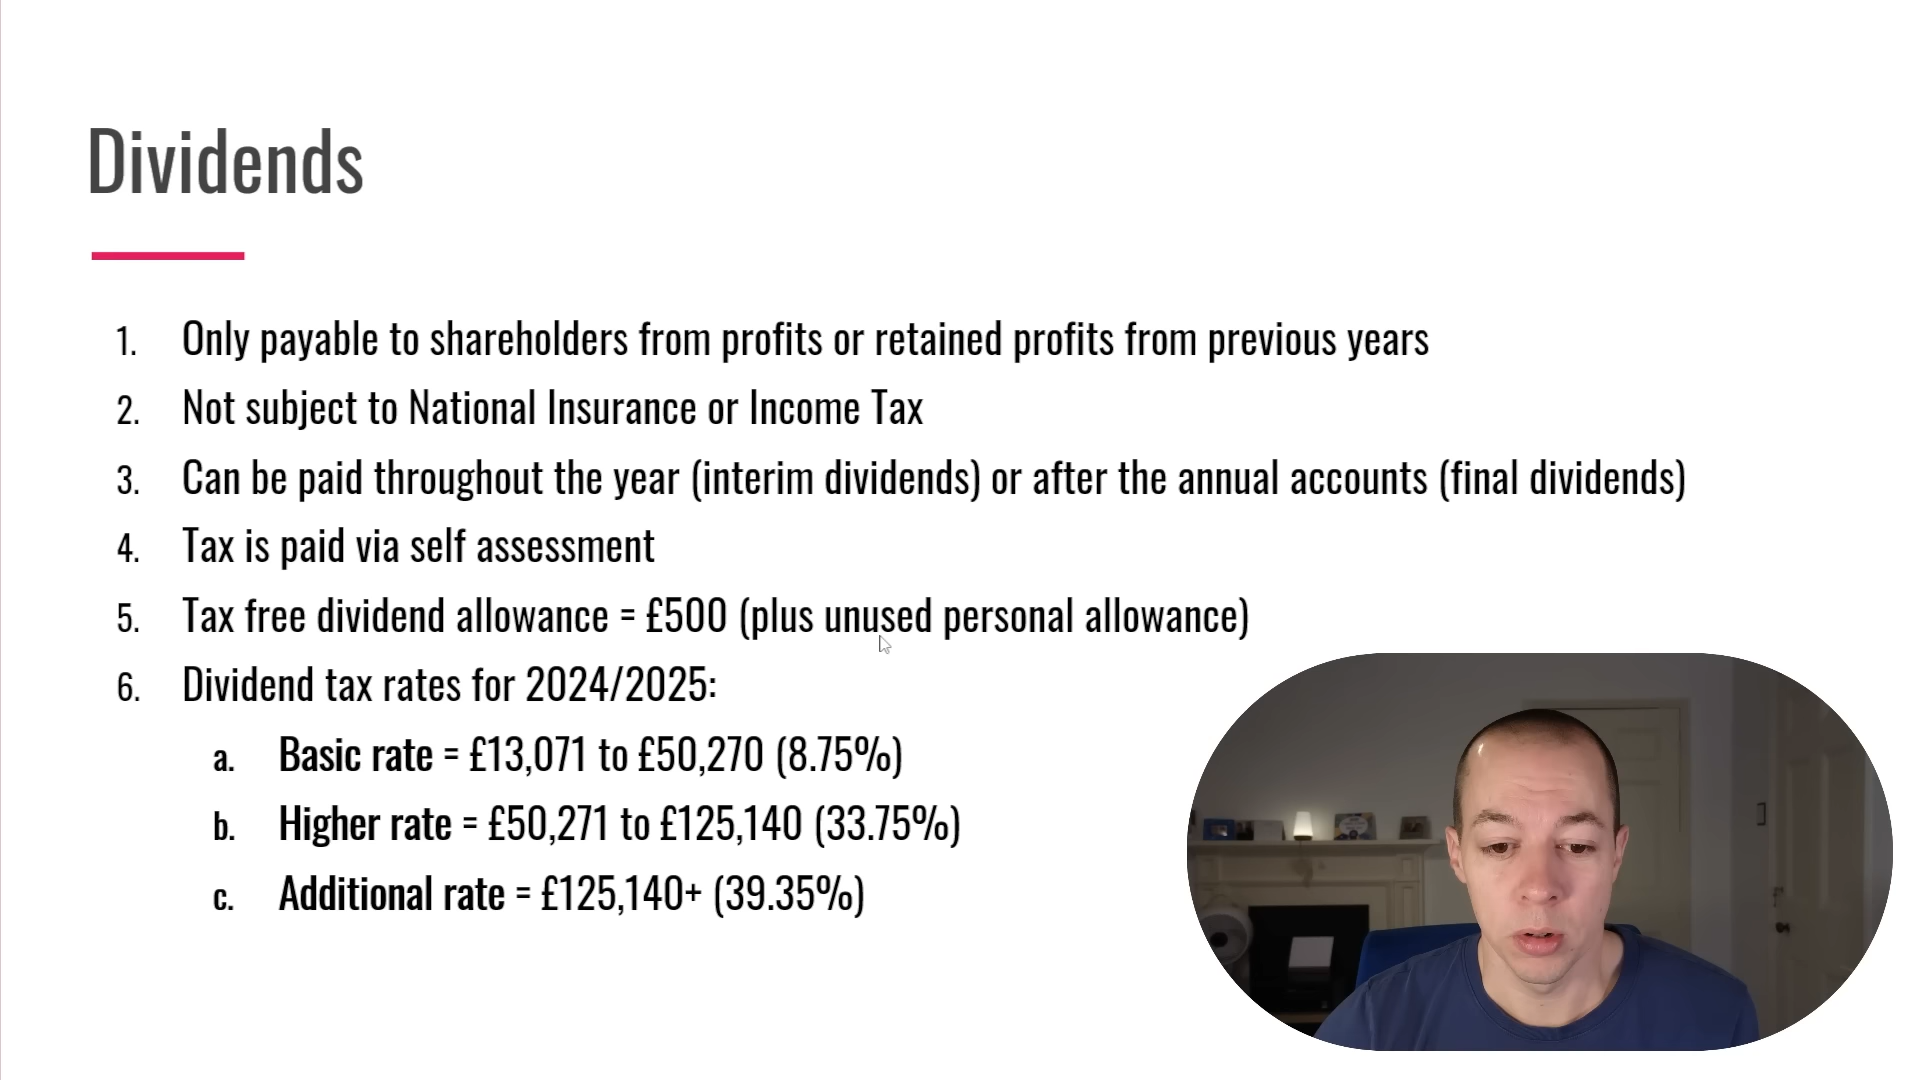 Dividends
1. Only payable to shareholders from profits or retained profits from previous years
2. Not subject to National Insurance or Income Tax
3. Can be paid throughout the year (interim dividends) or after the annual accounts (final dividends)
4. Tax is paid via self assessment
5. Tax free dividend allowance = £500 (plus unused personal allowance)
6. Dividend tax rates for 2024/2025:
a. Basic rate = £13,071 to £50,270 (8.75%)
b. Higher rate = £50,271 to £125,140 (33.75%)
c. Additional rate = £125,140+ (39.35%)